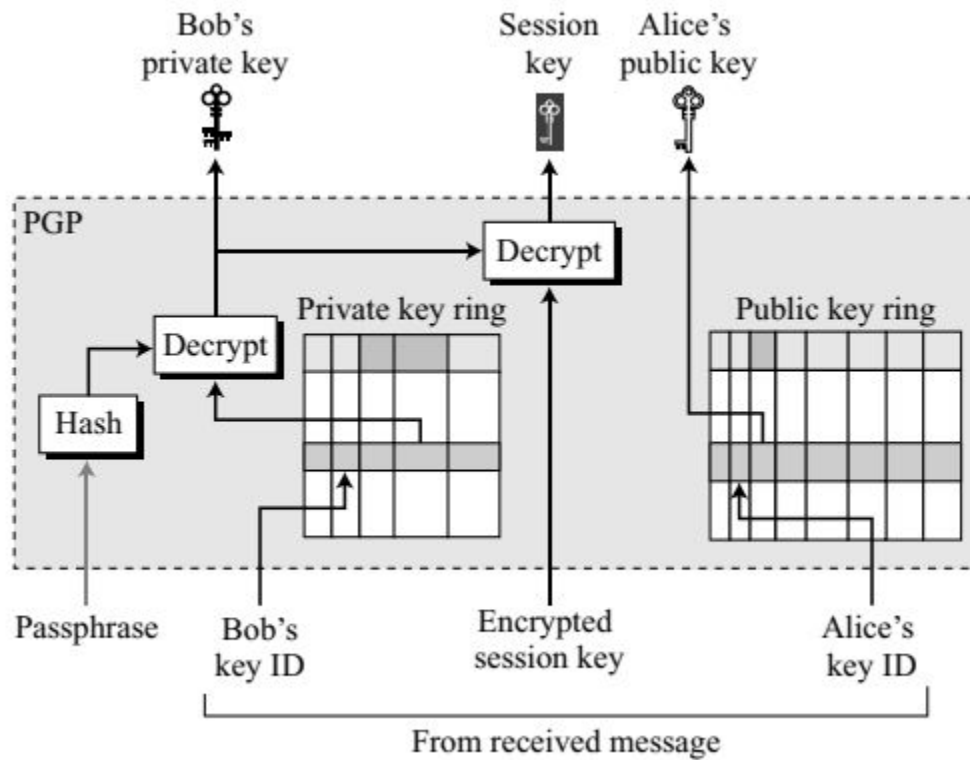 Bob's
private key
Session
key
Alice's
public key
PGP
Decrypt
Private key ring
Public key ring
Decrypt
Hash
Passphrase
Bob's
key ID
Encrypted
session key
Alice's
key ID
From received message